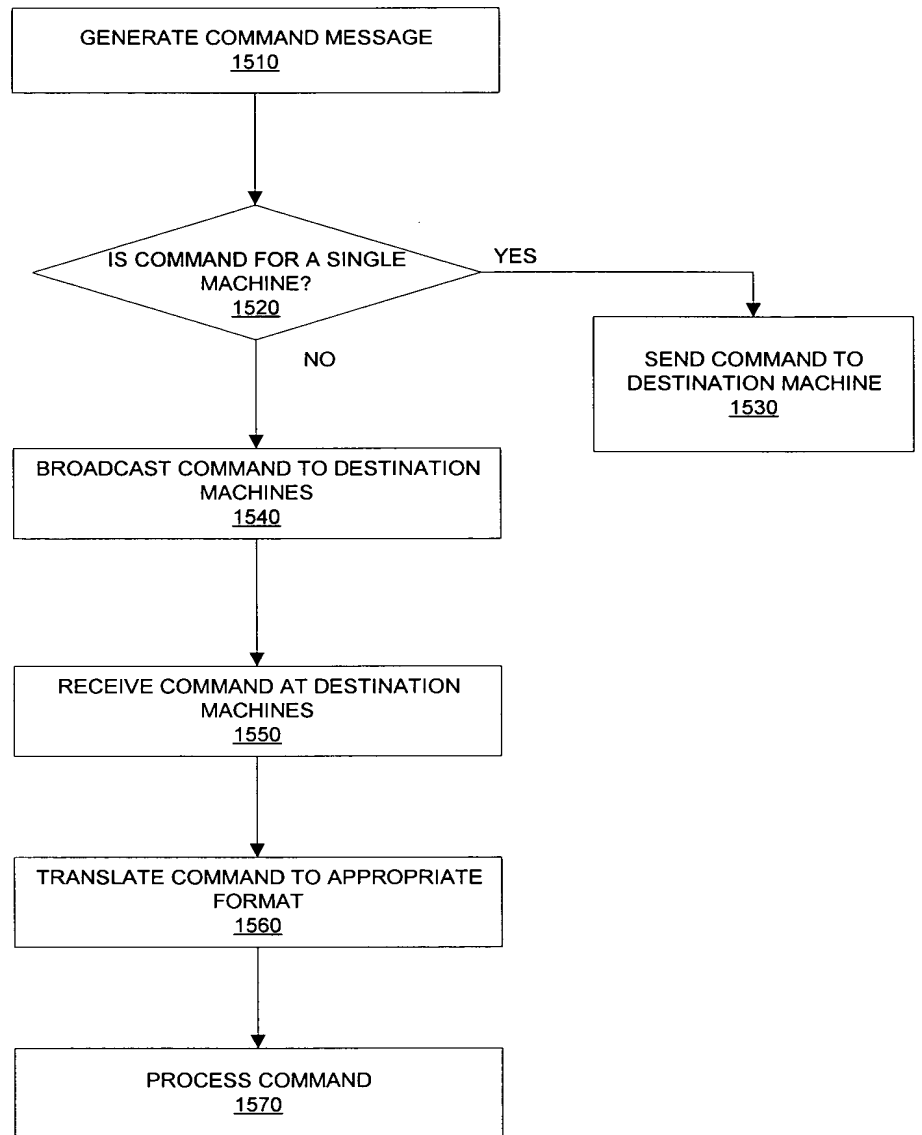 GENERATE COMMAND MESSAGE
1510
IS COMMAND FOR A SINGLE
MACHINE?
1520
YES
NO
SEND COMMAND TO
DESTINATION MACHINE
1530
BROADCAST COMMAND TO DESTINATION
MACHINES
1540
RECEIVE COMMAND AT DESTINATION
MACHINES
1550
TRANSLATE COMMAND TO APPROPRIATE
FORMAT
1560
PROCESS COMMAND
1570